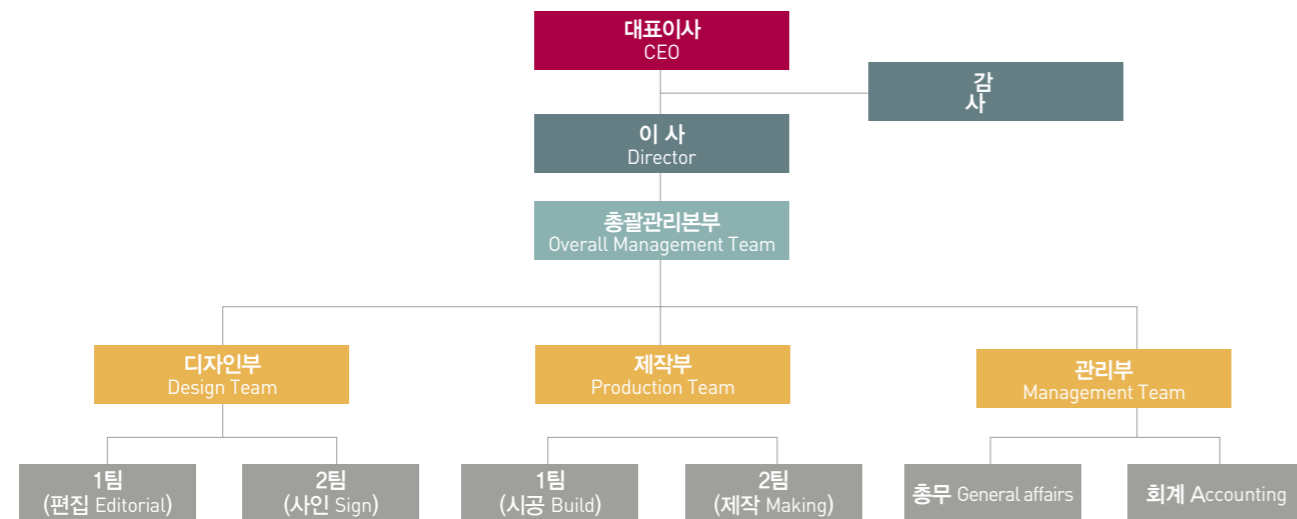 대표이사
CEO
감
사
이 사
Director
총괄관리본부
Overall Management Team
디자인부
Design Team
제작부
Production Team
관리부
Management Team
1팀
(편집 Editorial)
2팀
(사인 Sign)
1팀
(시공 Build)
2팀
(제작 Making)
총무 General affairs
회계 Accounting